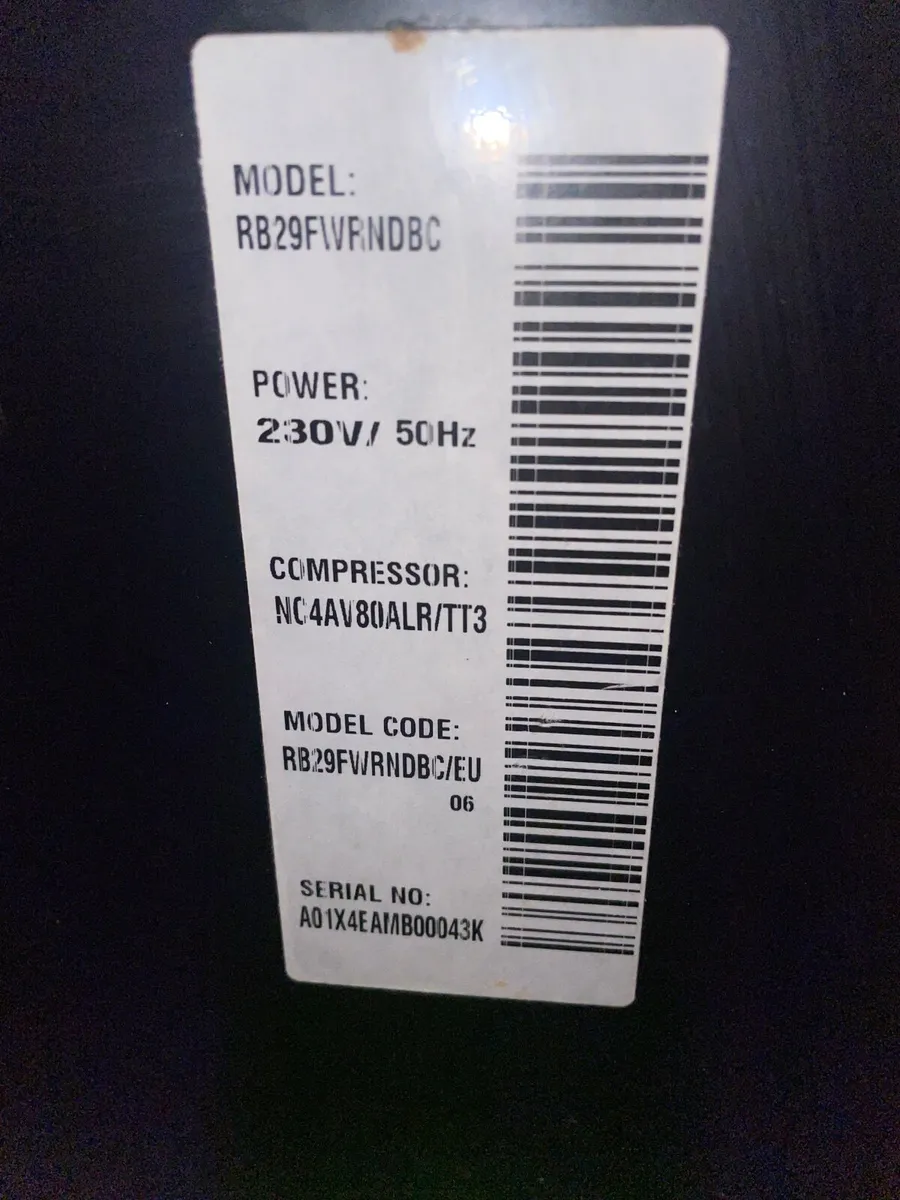 MODEL:
RB29FWRNDBC
POWER:
230V/ 50Hz
COMPRESSOR:
NC4AV80ALR/TT3
MODEL CODE:
RB29FWRNDBC/EU
06
SERIAL NO:
A01X4EAMB00043K